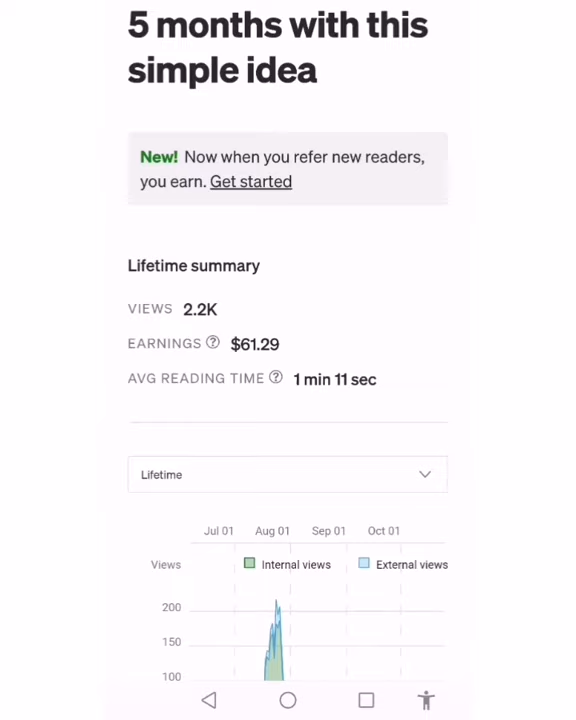 5 months with this
simple idea
New! Now when you refer new readers,
you earn. Get started
Lifetime summary
VIEWS 2.2K
EARNINGS ? $61.29
AVG READING TIME ? 1 min 11 sec
Lifetime
Jul 01 Aug 01 Sep 01 Oct 01
Views Internal views External views
200
150
100